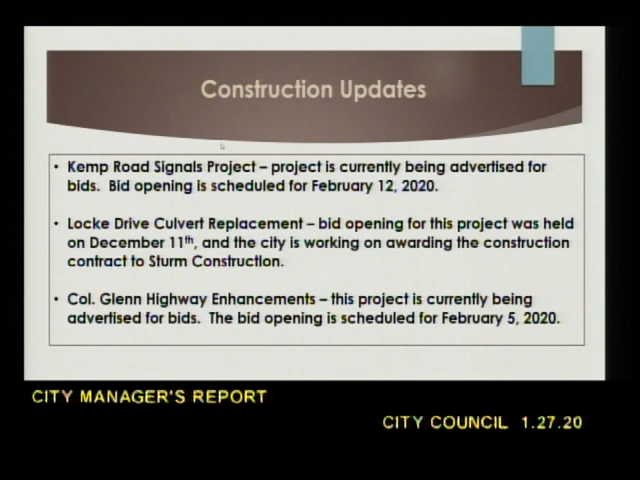 Construction Updates
• Kemp Road Signals Project – project is currently being advertised for
bids. Bid opening is scheduled for February 12, 2020.
• Locke Drive Culvert Replacement – bid opening for this project was held
on December 11th, and the city is working on awarding the construction
contract to Sturm Construction.
• Col. Glenn Highway Enhancements – this project is currently being
advertised for bids. The bid opening is scheduled for February 5, 2020.
CITY MANAGER'S REPORT
CITY COUNCIL 1.27.20